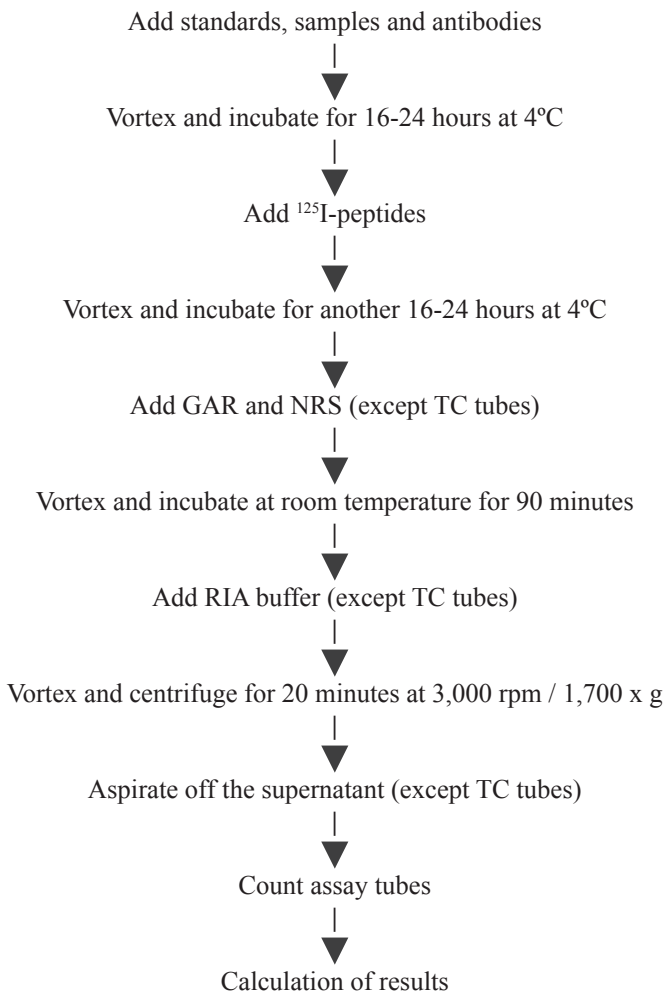 Add standards, samples and antibodies
Vortex and incubate for 16-24 hours at 4ºC
Add ¹²⁵I-peptides
Vortex and incubate for another 16-24 hours at 4ºC
Add GAR and NRS (except TC tubes)
Vortex and incubate at room temperature for 90 minutes
Add RIA buffer (except TC tubes)
Vortex and centrifuge for 20 minutes at 3,000 rpm / 1,700 x g
Aspirate off the supernatant (except TC tubes)
Count assay tubes
Calculation of results